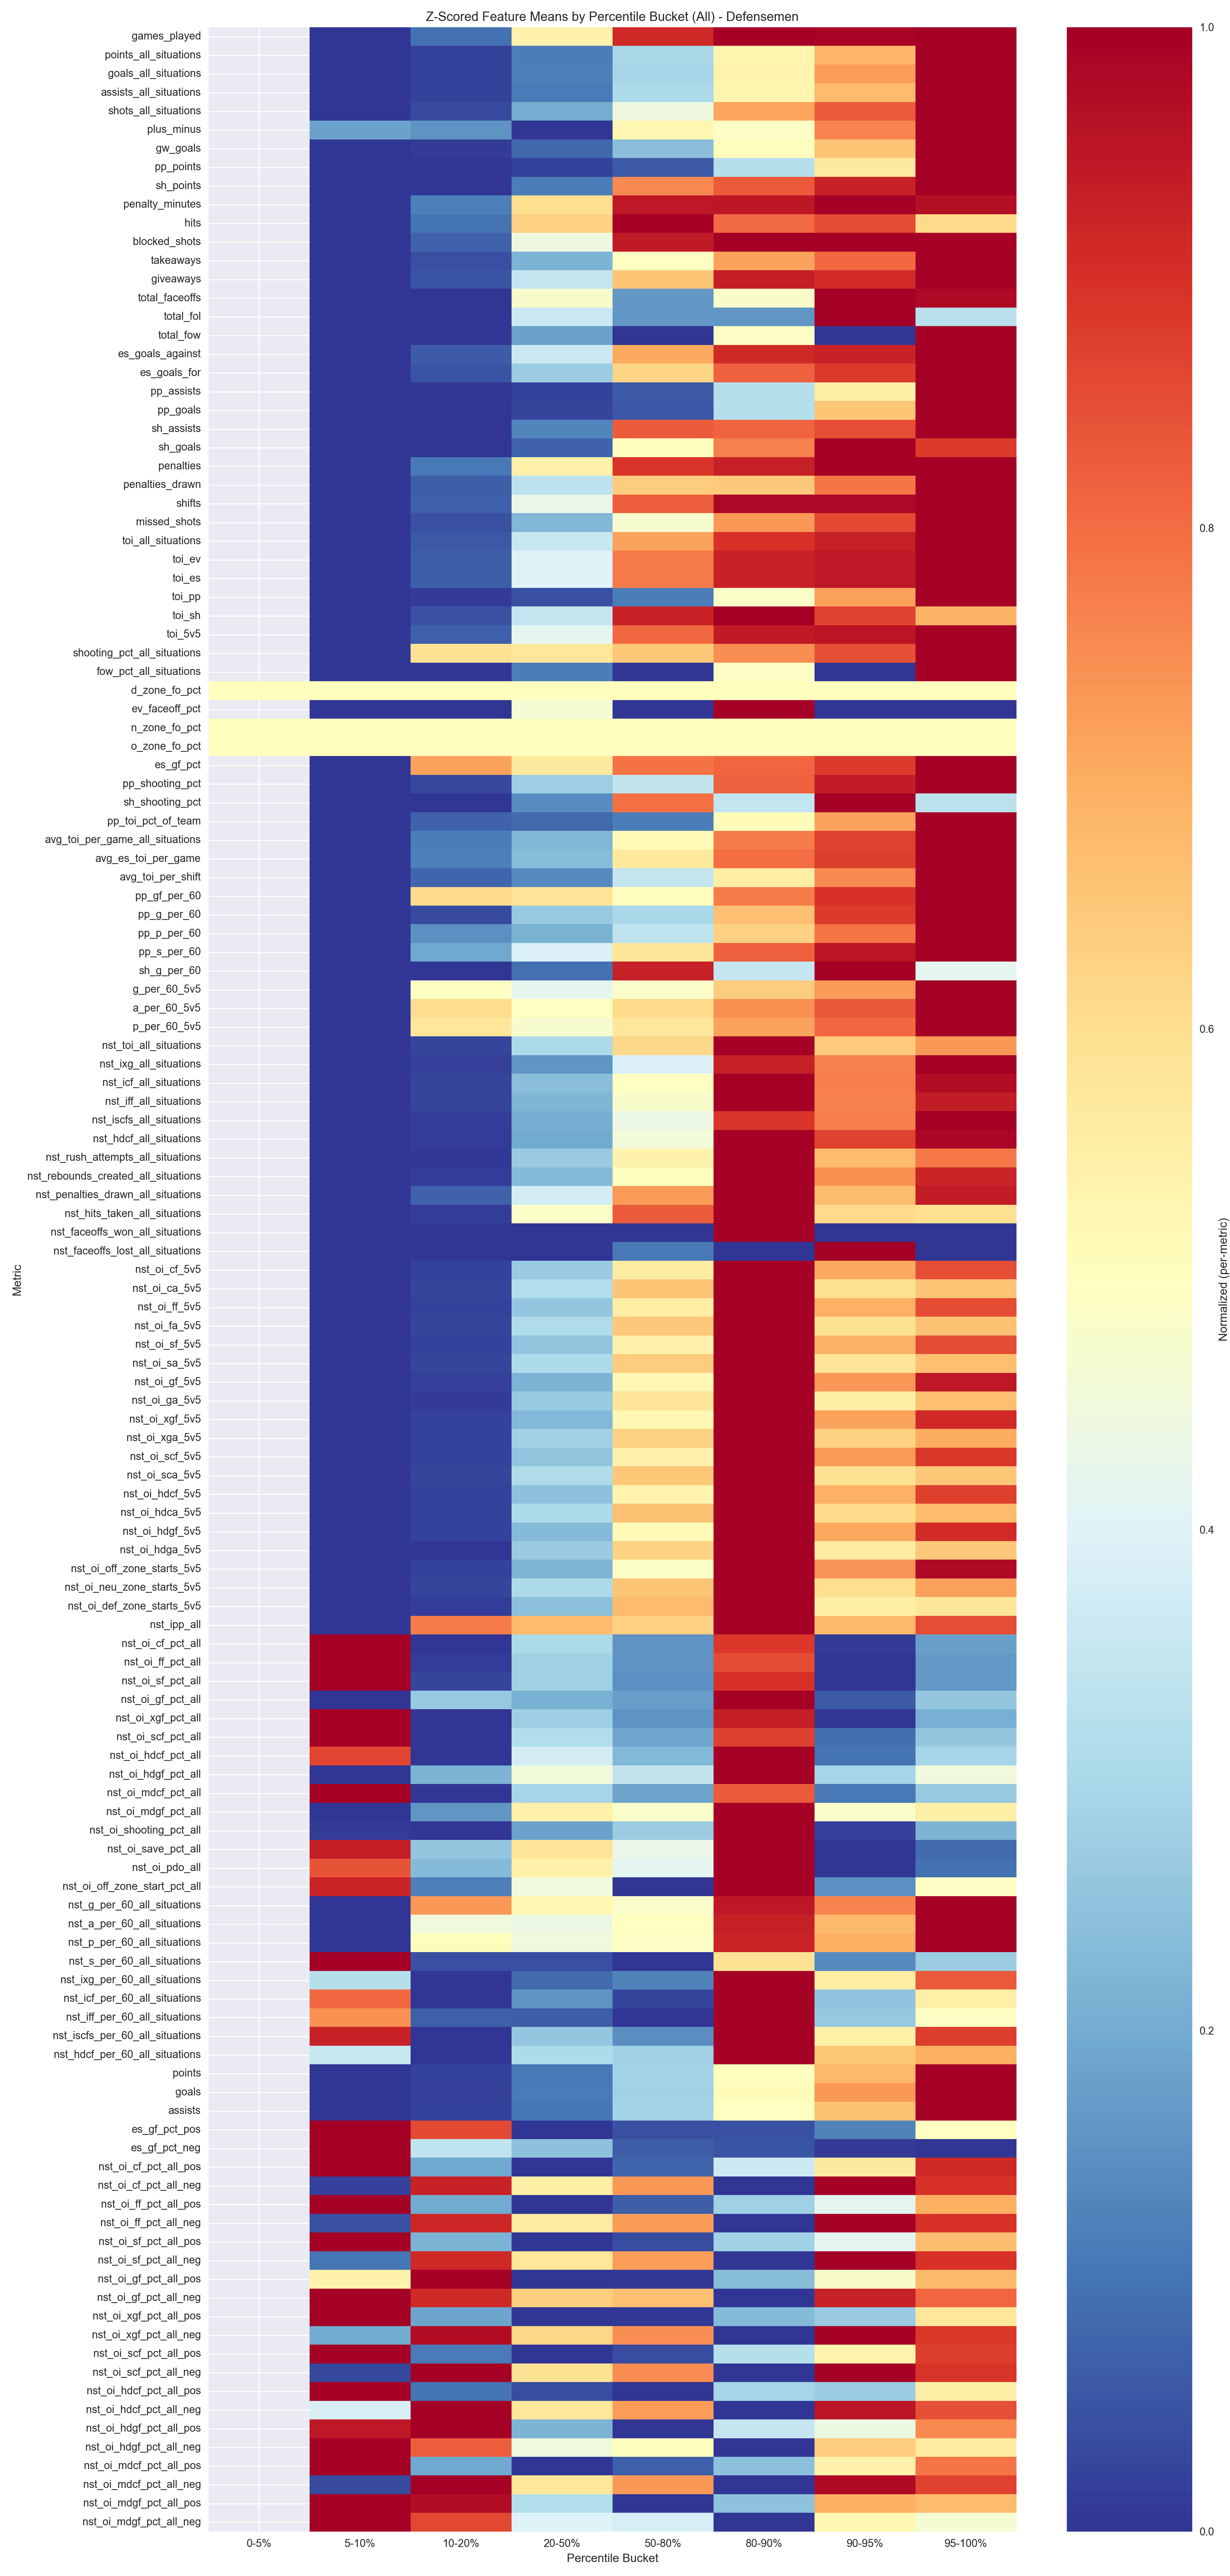 Z-Scored Feature Means by Percentile Bucket (All) - Defensemen
games_played
points_all_situations
goals_all_situations
assists_all_situations
shots_all_situations
plus_minus
gw_goals
pp_points
sh_points
penalty_minutes
hits
blocked_shots
takeaways
giveaways
total_faceoffs
total_fol
total_fow
es_goals_against
es_goals_for
pp_assists
pp_goals
sh_assists
sh_goals
penalties
penalties_drawn
shifts
missed_shots
toi_all_situations
toi_ev
toi_es
toi_pp
toi_sh
toi_5v5
shooting_pct_all_situations
fow_pct_all_situations
d_zone_fo_pct
ev_faceoff_pct
n_zone_fo_pct
o_zone_fo_pct
es_gf_pct
pp_shooting_pct
sh_shooting_pct
pp_toi_pct_of_team
avg_toi_per_game_all_situations
avg_es_toi_per_game
avg_toi_per_shift
pp_gf_per_60
pp_g_per_60
pp_p_per_60
pp_s_per_60
sh_g_per_60
g_per_60_5v5
a_per_60_5v5
p_per_60_5v5
nst_toi_all_situations
nst_ixg_all_situations
nst_icf_all_situations
nst_iff_all_situations
nst_iscfs_all_situations
nst_hdcf_all_situations
nst_rush_attempts_all_situations
nst_rebounds_created_all_situations
nst_penalties_drawn_all_situations
nst_hits_taken_all_situations
nst_faceoffs_won_all_situations
nst_faceoffs_lost_all_situations
nst_oi_cf_5v5
nst_oi_ca_5v5
nst_oi_ff_5v5
nst_oi_fa_5v5
nst_oi_sf_5v5
nst_oi_sa_5v5
nst_oi_gf_5v5
nst_oi_ga_5v5
nst_oi_xgf_5v5
nst_oi_xga_5v5
nst_oi_scf_5v5
nst_oi_sca_5v5
nst_oi_hdcf_5v5
nst_oi_hdca_5v5
nst_oi_hdgf_5v5
nst_oi_hdga_5v5
nst_oi_off_zone_starts_5v5
nst_oi_neu_zone_starts_5v5
nst_oi_def_zone_starts_5v5
nst_ipp_all
nst_oi_cf_pct_all
nst_oi_ff_pct_all
nst_oi_sf_pct_all
nst_oi_gf_pct_all
nst_oi_xgf_pct_all
nst_oi_scf_pct_all
nst_oi_hdcf_pct_all
nst_oi_hdgf_pct_all
nst_oi_mdcf_pct_all
nst_oi_mdgf_pct_all
nst_oi_shooting_pct_all
nst_oi_save_pct_all
nst_oi_pdo_all
nst_oi_off_zone_start_pct_all
nst_g_per_60_all_situations
nst_a_per_60_all_situations
nst_p_per_60_all_situations
nst_s_per_60_all_situations
nst_ixg_per_60_all_situations
nst_icf_per_60_all_situations
nst_iff_per_60_all_situations
nst_iscfs_per_60_all_situations
nst_hdcf_per_60_all_situations
points
goals
assists
es_gf_pct_pos
es_gf_pct_neg
nst_oi_cf_pct_all_pos
nst_oi_cf_pct_all_neg
nst_oi_ff_pct_all_pos
nst_oi_ff_pct_all_neg
nst_oi_sf_pct_all_pos
nst_oi_sf_pct_all_neg
nst_oi_gf_pct_all_pos
nst_oi_gf_pct_all_neg
nst_oi_xgf_pct_all_pos
nst_oi_xgf_pct_all_neg
nst_oi_scf_pct_all_pos
nst_oi_scf_pct_all_neg
nst_oi_hdcf_pct_all_pos
nst_oi_hdcf_pct_all_neg
nst_oi_hdgf_pct_all_pos
nst_oi_hdgf_pct_all_neg
nst_oi_mdcf_pct_all_pos
nst_oi_mdcf_pct_all_neg
nst_oi_mdgf_pct_all_pos
nst_oi_mdgf_pct_all_neg
Metric
0-5% 5-10% 10-20% 20-50% 50-80% 80-90% 90-95% 95-100%
Percentile Bucket
1.0
0.8
0.6
0.4
0.2
0.0
Normalized (per-metric)